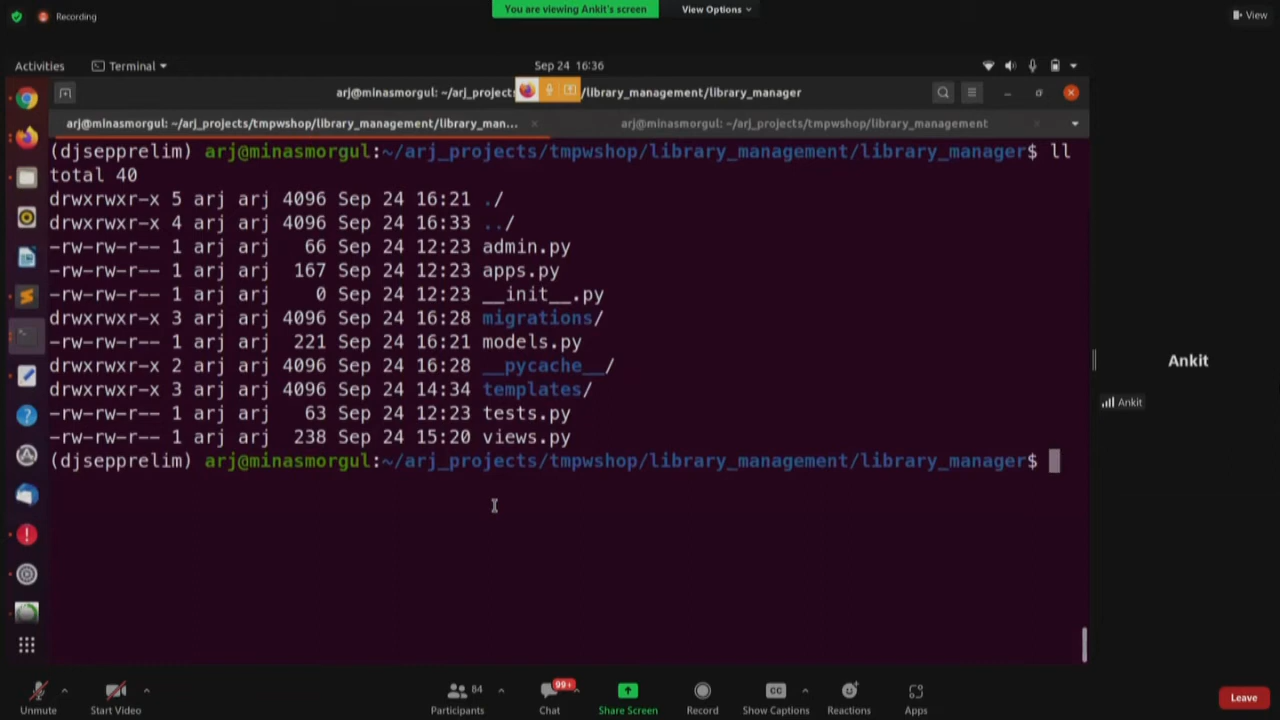 Recording
You are viewing Ankit's screen
View Options
View
Activities
Terminal
Sep 24 16:36
arj@minasmorgul: ~/arj_projects
/library_management/library_manager
arj@minasmorgul: ~/arj_projects/tmpwshop/library_management/library_man...
arj@minasmorgul: ~/arj_projects/tmpwshop/library_management
(djsepprelim) arj@minasmorgul:~/arj_projects/tmpwshop/library_management/library_manager$ ll
total 40
drwxrwxr-x 5 arj arj 4096 Sep 24 16:21 ./
drwxrwxr-x 4 arj arj 4096 Sep 24 16:33 ../
-rw-rw-r-- 1 arj arj 66 Sep 24 12:23 admin.py
-rw-rw-r-- 1 arj arj 167 Sep 24 12:23 apps.py
-rw-rw-r-- 1 arj arj 0 Sep 24 12:23 __init__.py
drwxrwxr-x 3 arj arj 4096 Sep 24 16:28 migrations/
-rw-rw-r-- 1 arj arj 221 Sep 24 16:21 models.py
drwxrwxr-x 2 arj arj 4096 Sep 24 16:28 __pycache__/
drwxrwxr-x 3 arj arj 4096 Sep 24 14:34 templates/
-rw-rw-r-- 1 arj arj 63 Sep 24 12:23 tests.py
-rw-rw-r-- 1 arj arj 238 Sep 24 15:20 views.py
(djsepprelim) arj@minasmorgul:~/arj_projects/tmpwshop/library_management/library_manager$
Ankit
Ankit
Unmute
Start Video
Participants
84
Chat
99+
Share Screen
Record
CC
Show Captions
Reactions
Apps
Leave